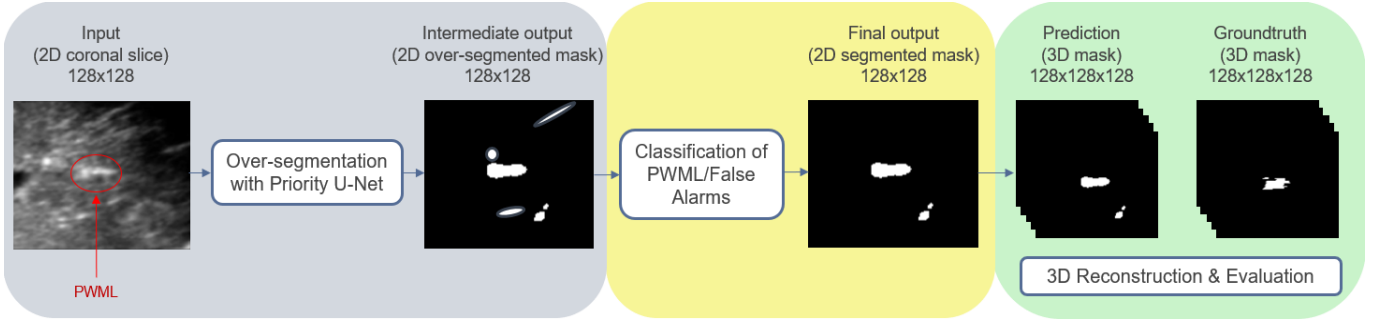 Input
(2D coronal slice)
128x128
PWML
Over-segmentation
with Priority U-Net
Intermediate output
(2D over-segmented mask)
128x128
Classification of
PWML/False
Alarms
Final output
(2D segmented mask)
128x128
Prediction
(3D mask)
128x128x128
Groundtruth
(3D mask)
128x128x128
3D Reconstruction & Evaluation